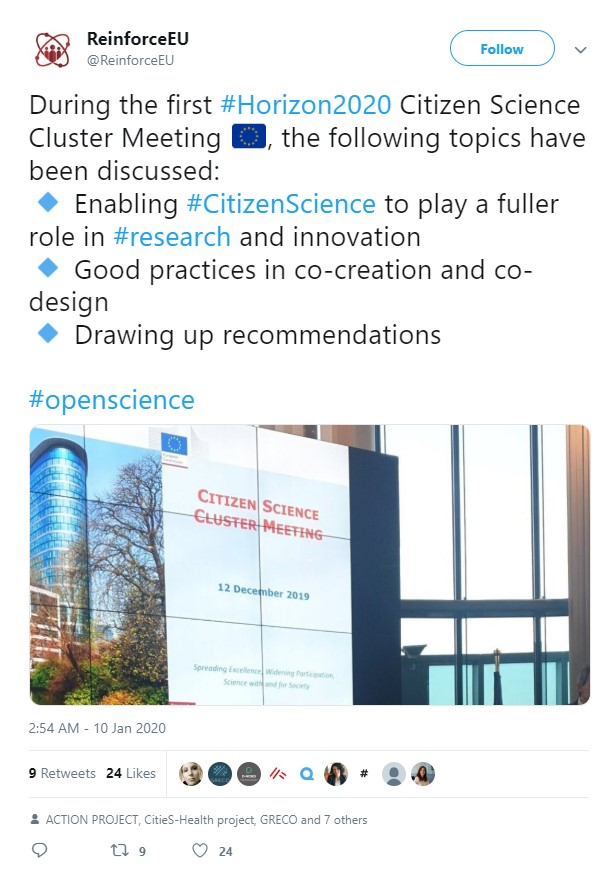 ReinforceEU
@ReinforceEU
Follow
During the first #Horizon2020 Citizen Science
Cluster Meeting 🇪🇺, the following topics have
been discussed:
🔹 Enabling #CitizenScience to play a fuller
role in #research and innovation
🔹 Good practices in co-creation and co-
design
🔹 Drawing up recommendations
#openscience
European
Commission
CITIZEN SCIENCE
CLUSTER MEETING
12 December 2019
Spreading Excellence, Widening Participation,
Science with and for Society
2:54 AM - 10 Jan 2020
9 Retweets 24 Likes
#
ACTION PROJECT, CitieS-Health project, GRECO and 7 others
9 24